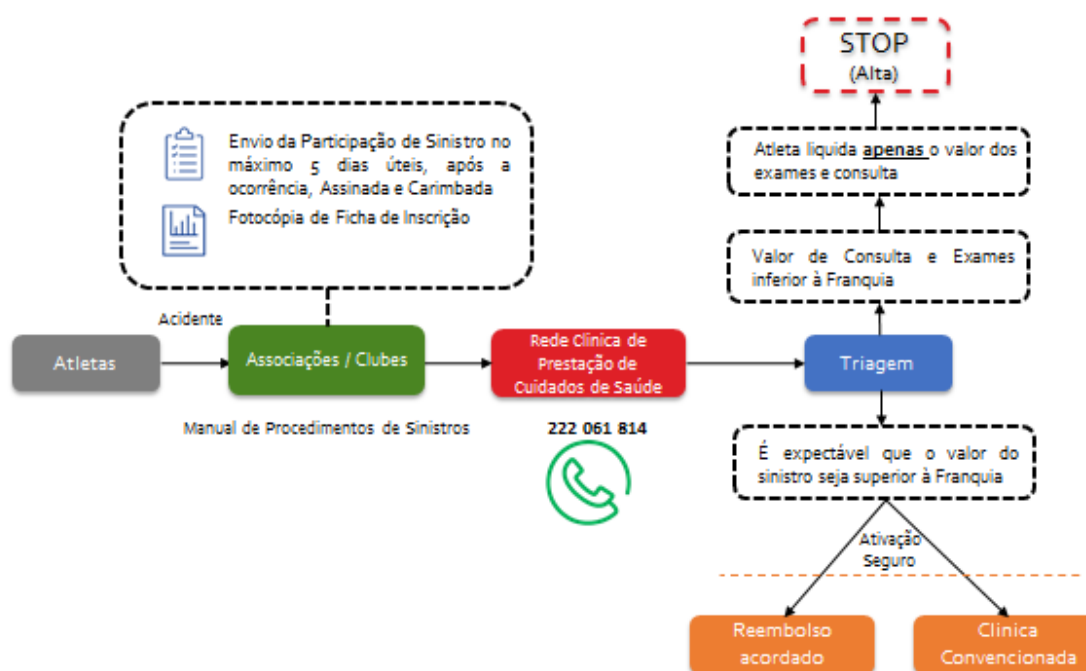 STOP
(Alta)
Envio da Participação de Sinistro no
máximo 5 dias úteis, após a
ocorrência, Assinada e Carimbada
Fotocópia de Ficha de Inscrição
Atleta liquida apenas o valor dos
exames e consulta
Valor de Consulta e Exames
inferior à Franquia
Acidente
Atletas
Associações / Clubes
Rede Clinica de
Prestação de
Cuidados de Saúde
Triagem
Manual de Procedimentos de Sinistros
222 061 814
É expectável que o valor do
sinistro seja superior à Franquia
Ativação
Seguro
Reembolso
acordado
Clinica
Convencionada